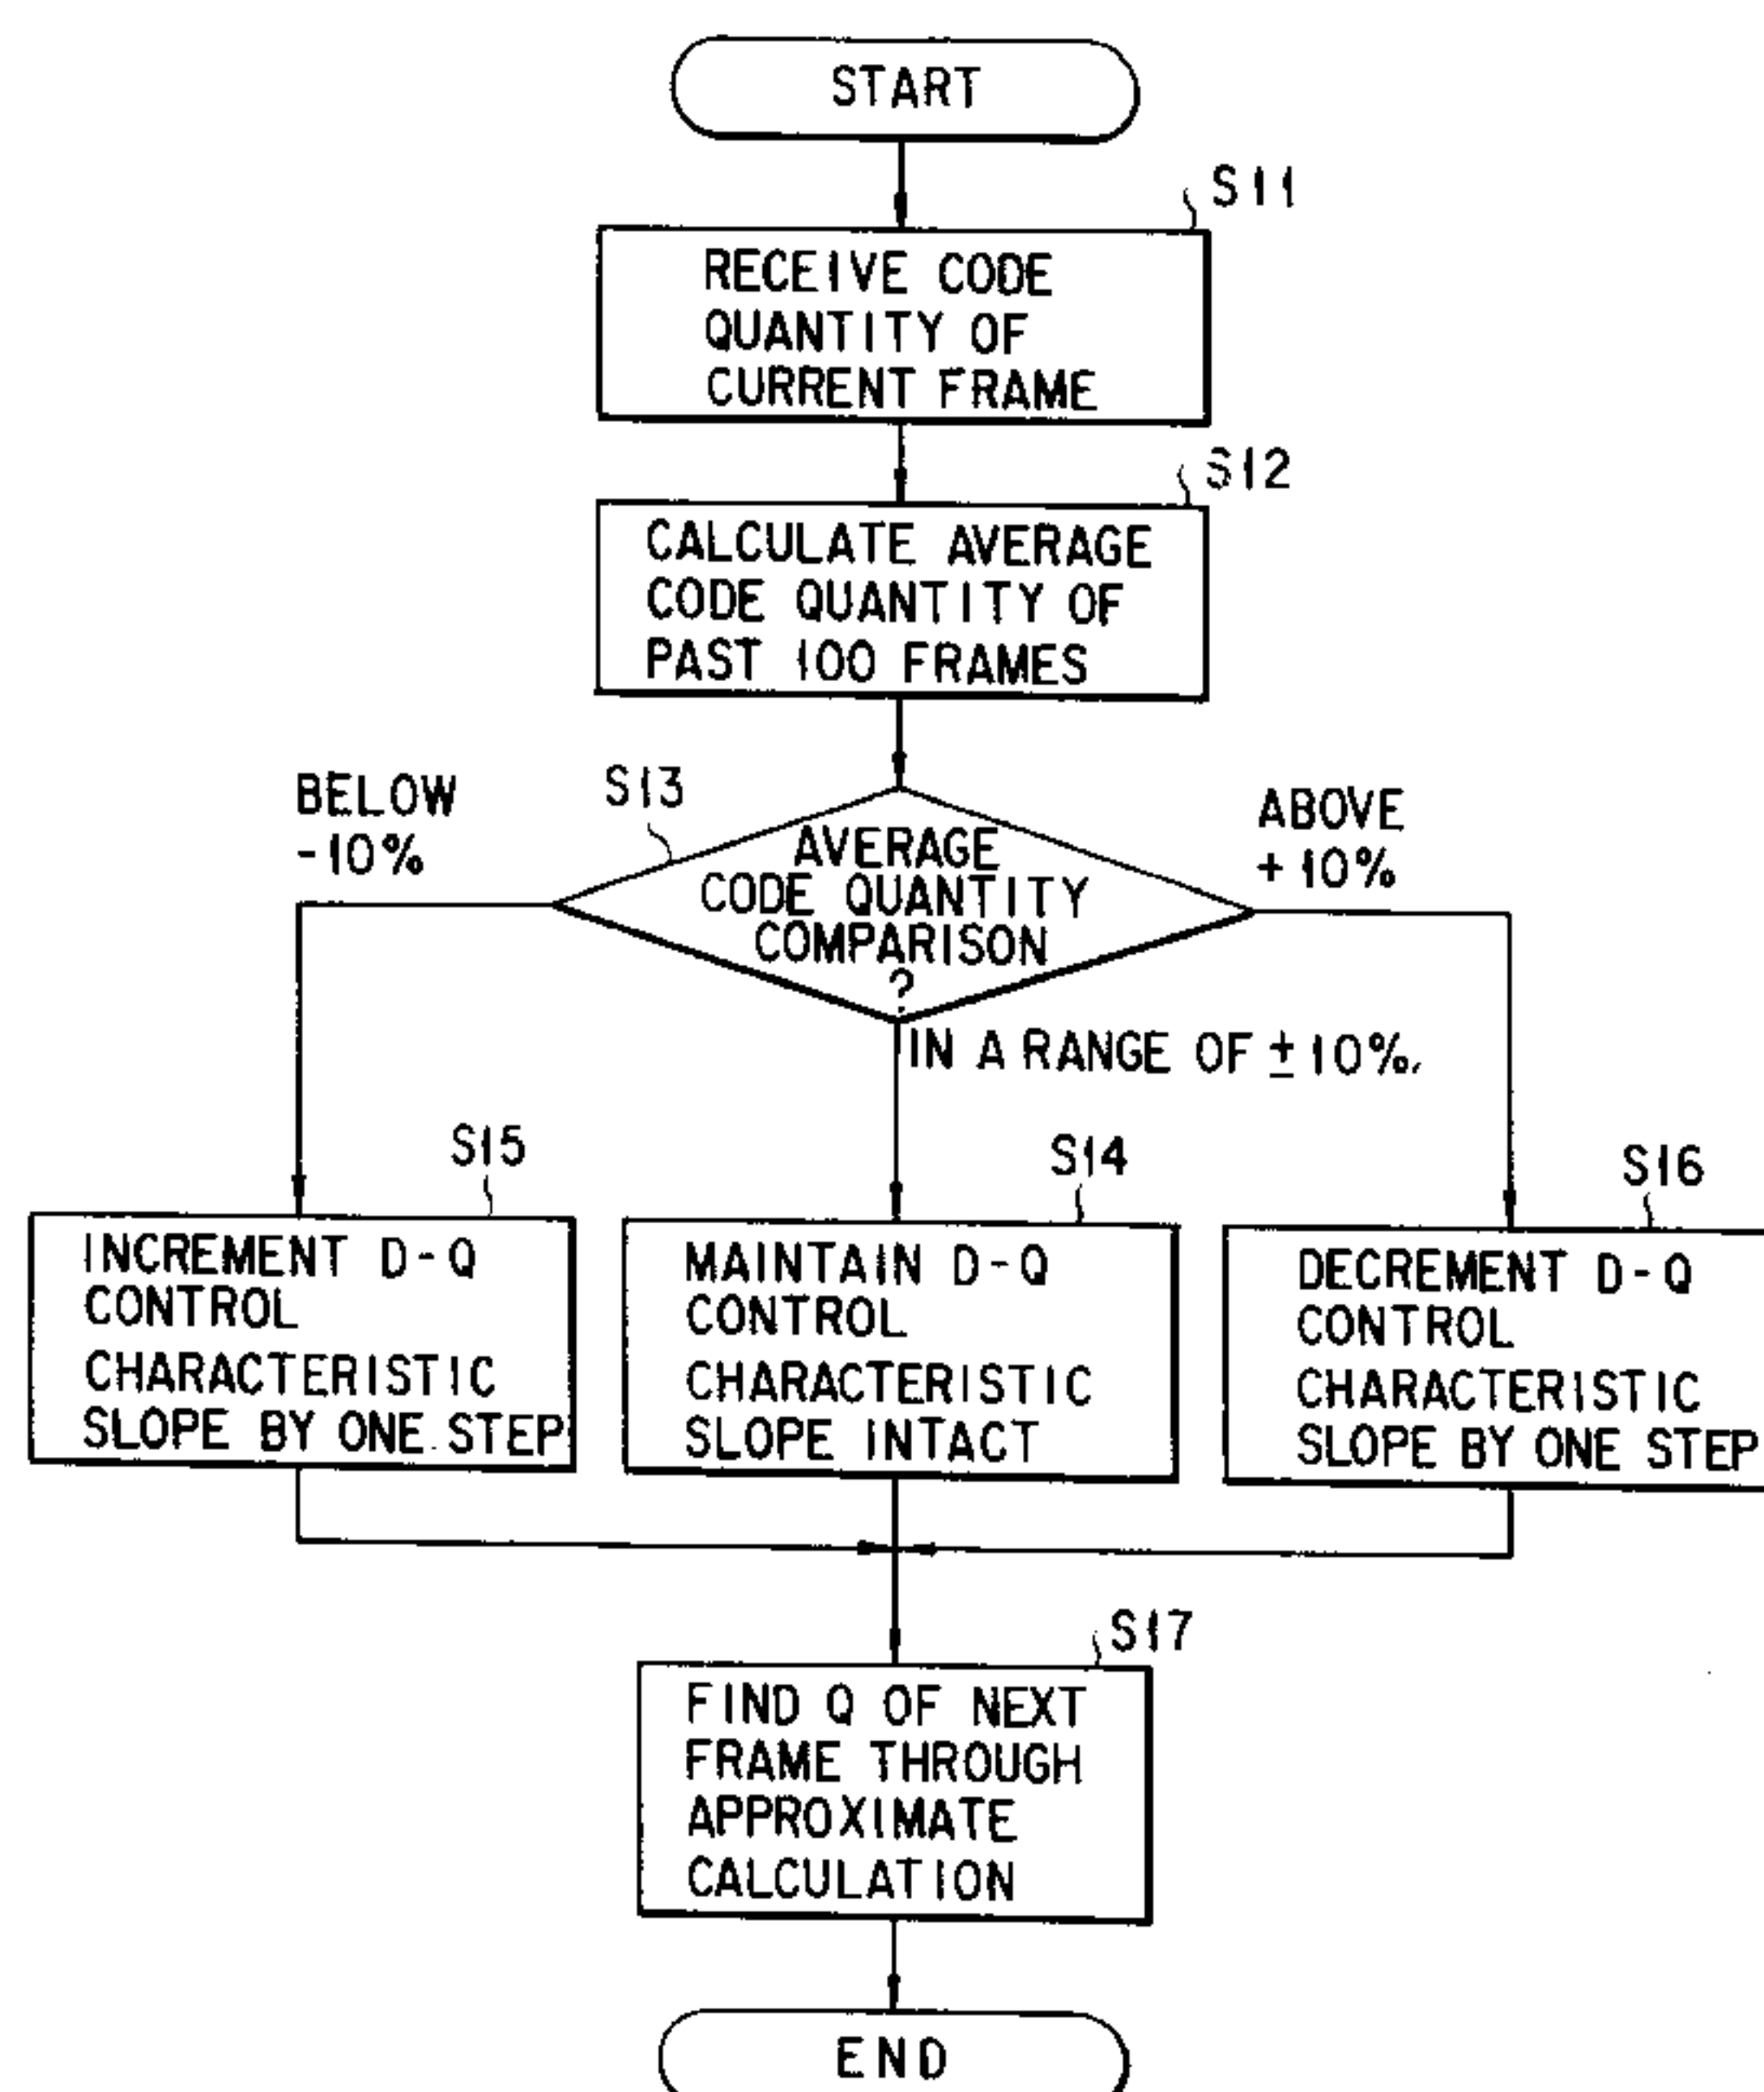 START
S11
RECEIVE CODE
QUANTITY OF
CURRENT FRAME
S12
CALCULATE AVERAGE
CODE QUANTITY OF
PAST 100 FRAMES
BELOW
-10%
S13
AVERAGE
CODE QUANTITY
COMPARISON
?
ABOVE
+10%
IN A RANGE OF ±10%.
S15
INCREMENT D-Q
CONTROL
CHARACTERISTIC
SLOPE BY ONE STEP
S14
MAINTAIN D-Q
CONTROL
CHARACTERISTIC
SLOPE INTACT
S16
DECREMENT D-Q
CONTROL
CHARACTERISTIC
SLOPE BY ONE STEP
S17
FIND Q OF NEXT
FRAME THROUGH
APPROXIMATE
CALCULATION
END